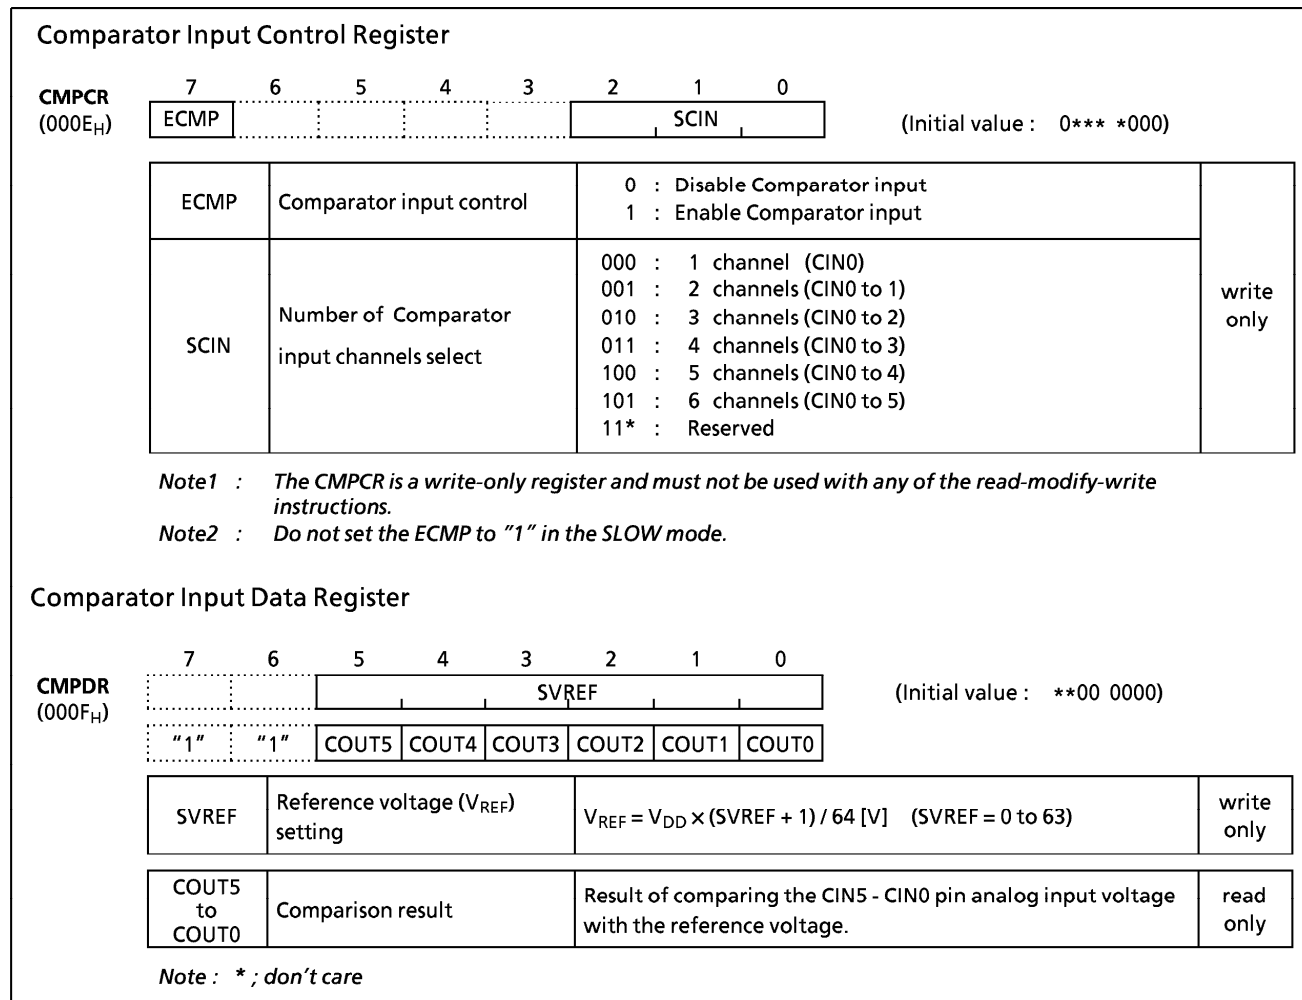 Comparator Input Control Register
7 6 5 4 3 2 1 0
CMPCR
(000EH)
ECMP SCIN (Initial value : 0*** *000)
ECMP Comparator input control
0 : Disable Comparator input
1 : Enable Comparator input
SCIN
Number of Comparator
input channels select
000 : 1 channel (CIN0)
001 : 2 channels (CIN0 to 1)
010 : 3 channels (CIN0 to 2)
011 : 4 channels (CIN0 to 3)
100 : 5 channels (CIN0 to 4)
101 : 6 channels (CIN0 to 5)
11* : Reserved
write
only
Note1 : The CMPCR is a write-only register and must not be used with any of the read-modify-write
instructions.
Note2 : Do not set the ECMP to "1" in the SLOW mode.
Comparator Input Data Register
7 6 5 4 3 2 1 0
CMPDR
(000FH)
SVREF (Initial value : **00 0000)
"1" "1" COUT5 COUT4 COUT3 COUT2 COUT1 COUT0
SVREF
Reference voltage (VREF)
setting
VREF = VDD × (SVREF + 1) / 64 [V] (SVREF = 0 to 63)
write
only
COUT5
to
COUT0
Comparison result
Result of comparing the CIN5 - CIN0 pin analog input voltage
with the reference voltage.
read
only
Note : * ; don't care